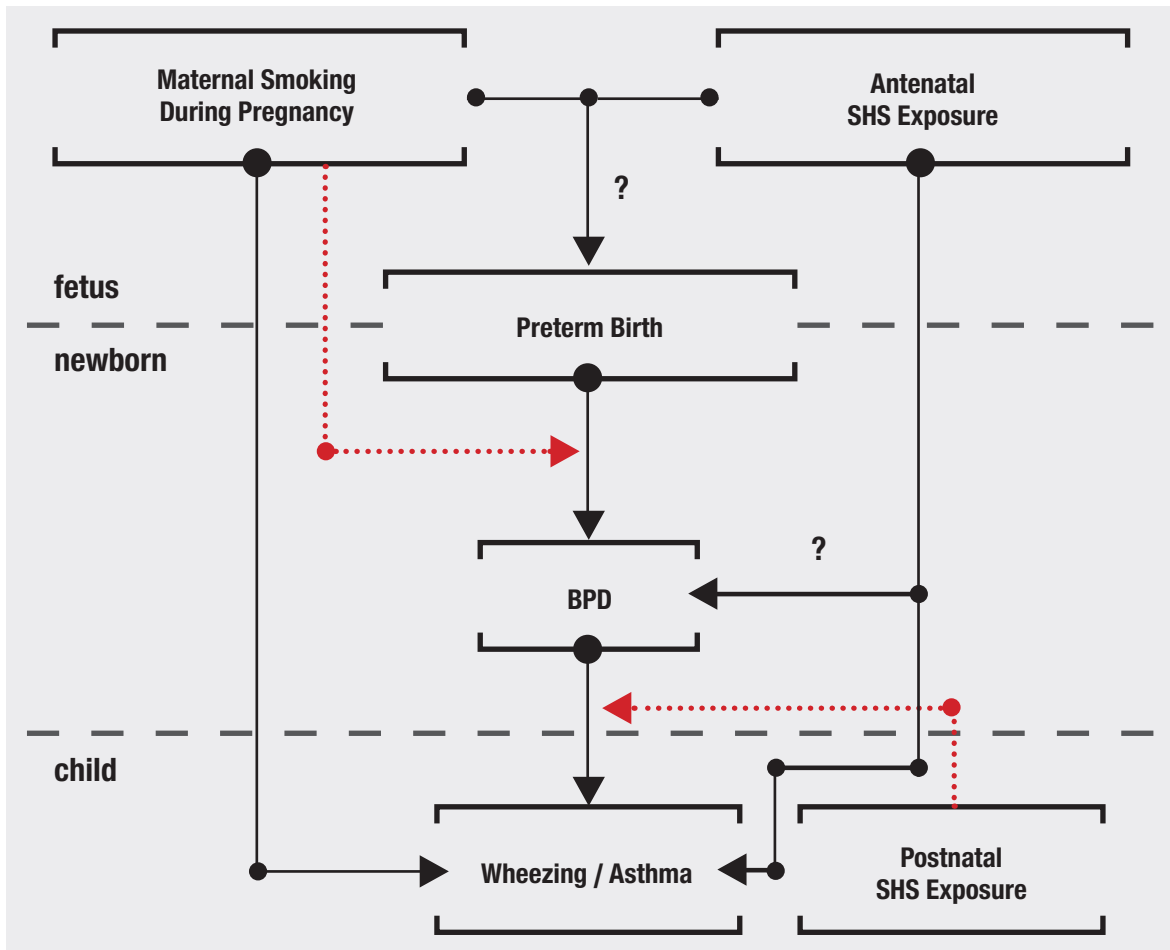 Maternal Smoking
During Pregnancy
Antenatal
SHS Exposure
?
fetus
Preterm Birth
newborn
?
BPD
child
Wheezing / Asthma
Postnatal
SHS Exposure